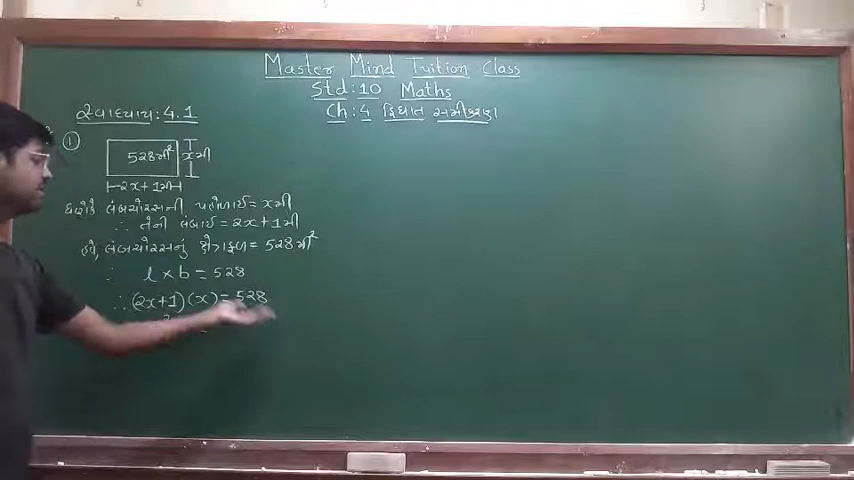 Master Mind Tuition Class
Std:10 Maths
Ch:4 દ્વિઘાત સમીકરણ
સ્વાધ્યાય:4.1
①
528મી² xમી
2x+1મી
ધારોકે લંબચોરસની પહોળાઈ = xમી
∴ તેની લંબાઈ = 2x+1મી
હવે, લંબચોરસનું ક્ષેત્રફળ = 528મી²
∴ l × b = 528
∴ (2x+1)(x) = 528